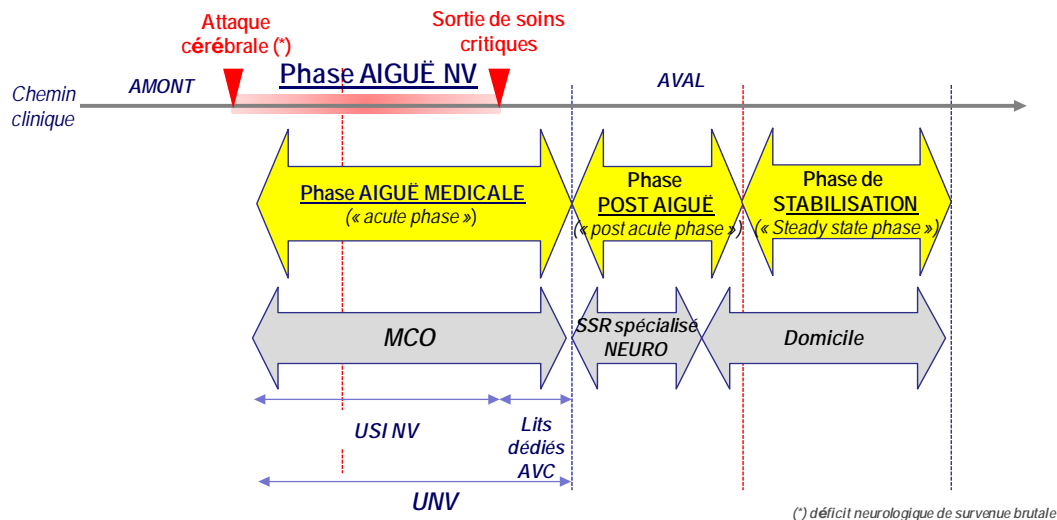 Attaque
cérébrale (*)
Sortie de soins
critiques
Phase AIGUË NV
AMONT
AVAL
Chemin
clinique
Phase AIGUË MEDICALE
(« acute phase »)
Phase
POST AIGUË
(« post acute phase »)
Phase de
STABILISATION
(« Steady state phase »)
MCO
SSR spécialisé
NEURO
Domicile
USI NV
Lits
dédiés
AVC
UNV
(*) déficit neurologique de survenue brutale